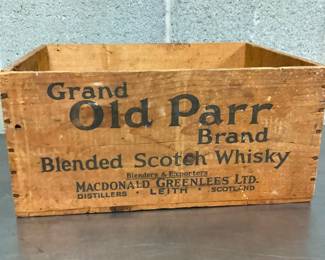 Grand
Old Parr
Brand
Blended Scotch Whisky
Blenders & Exporters
MACDONALD GREENLEES LTD.
DISTILLERS • LEITH • SCOTLAND